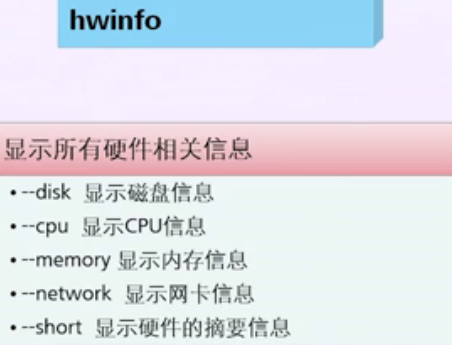 hwinfo
显示所有硬件相关信息
• --disk 显示磁盘信息
• --cpu 显示CPU信息
• --memory 显示内存信息
• --network 显示网卡信息
• --short 显示硬件的摘要信息